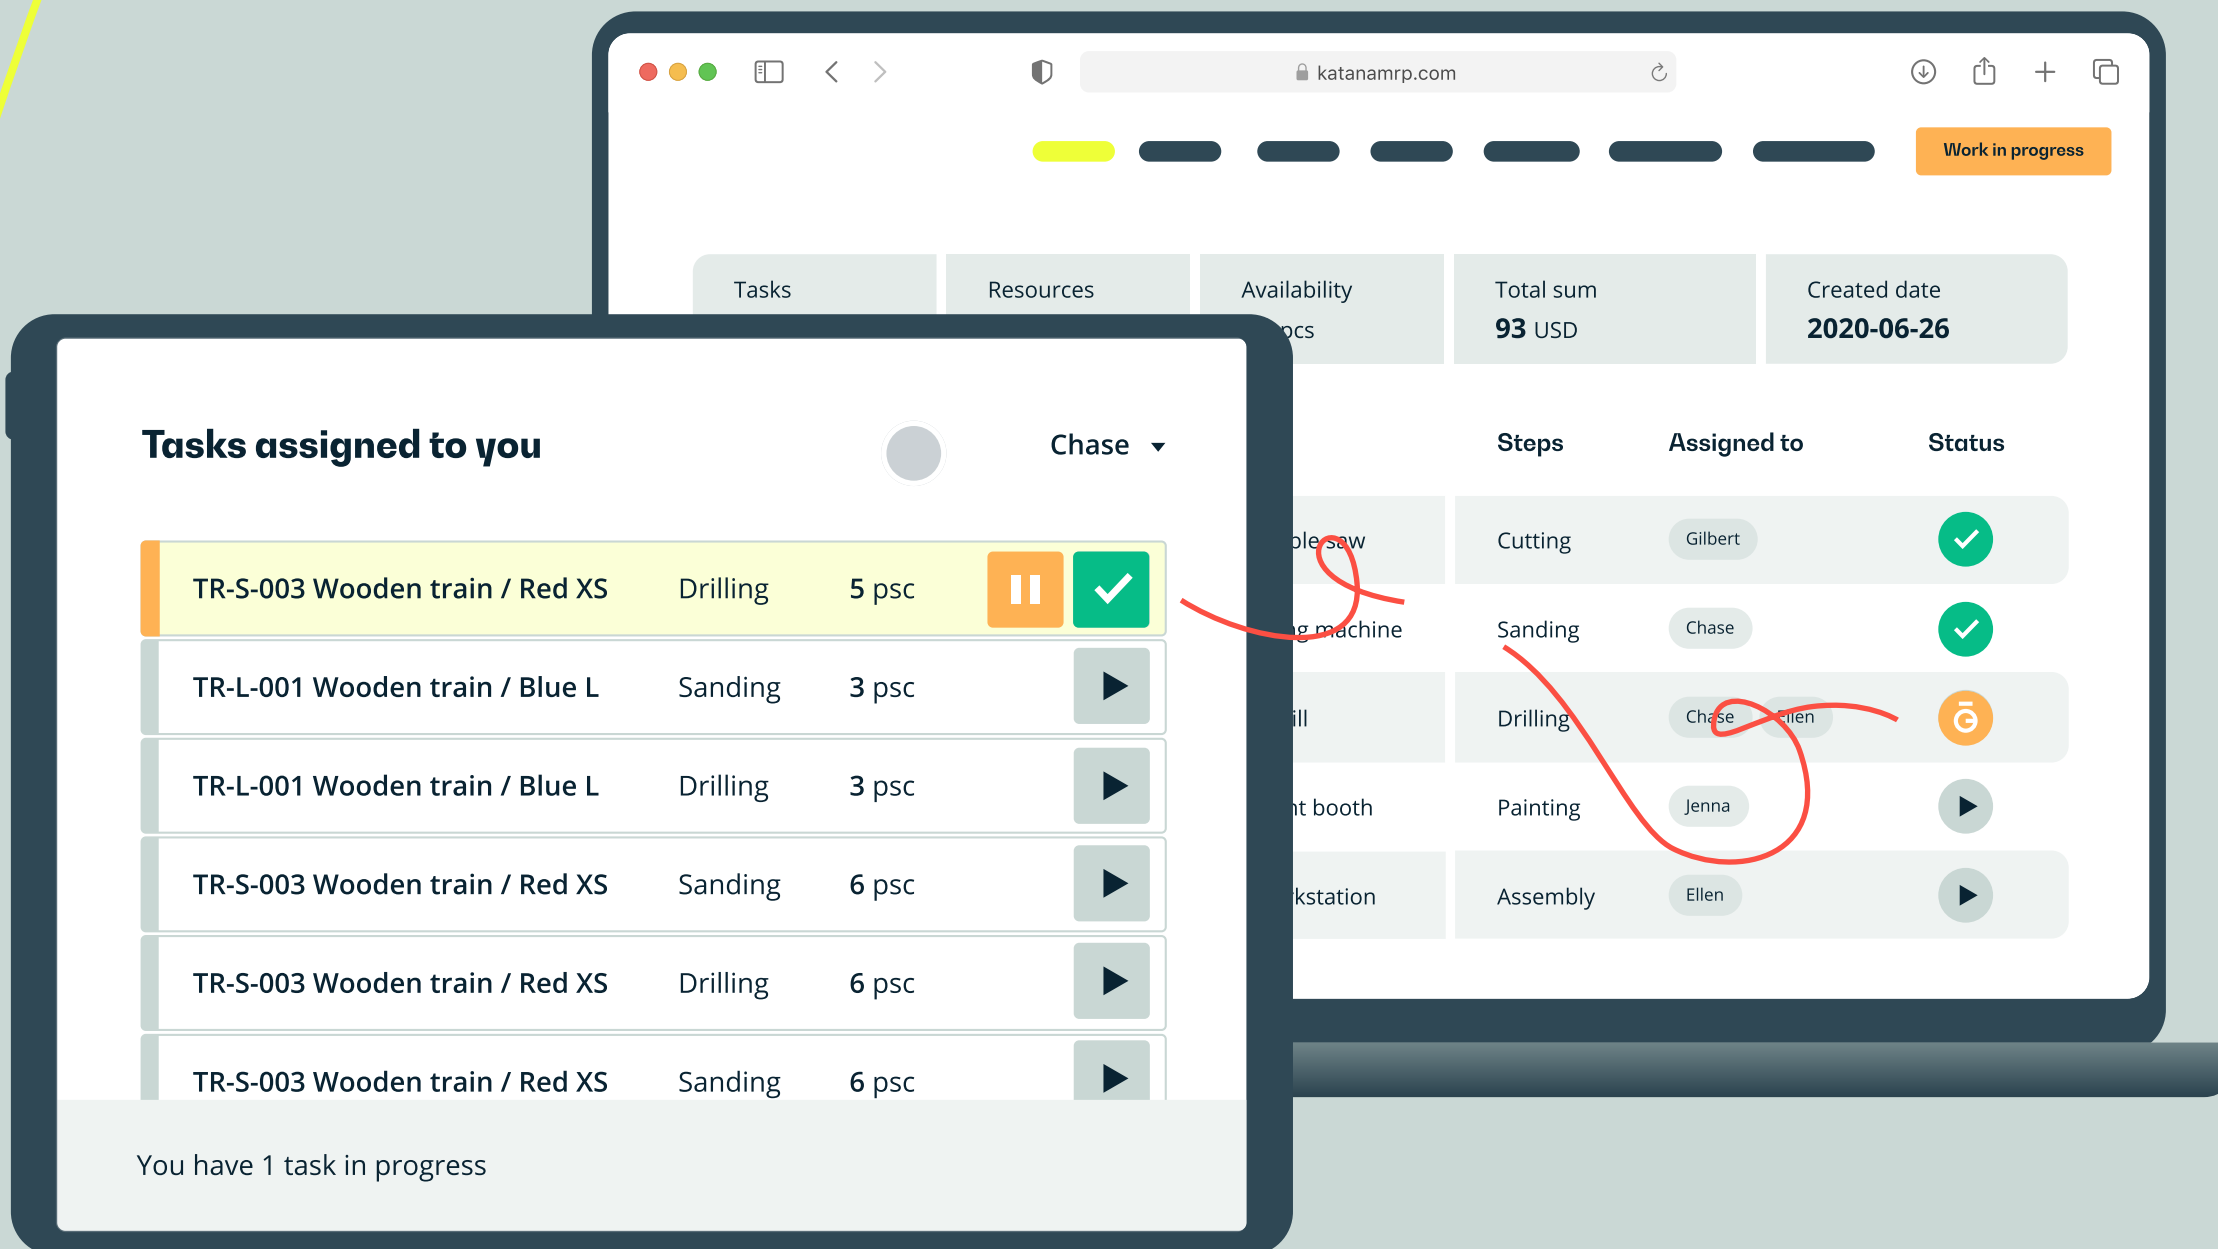 katanamrp.com
Work in progress
Tasks
Resources
Availability
Total sum
Created date
pcs
93 USD
2020-06-26
Steps
Assigned to
Status
saw
Cutting
Gilbert
machine
Sanding
Chase
Drilling
Chase
Ellen
booth
Painting
Jenna
Assembly
Ellen
Tasks assigned to you
Chase
TR-S-003 Wooden train / Red XS Drilling 5 psc
TR-L-001 Wooden train / Blue L Sanding 3 psc
TR-L-001 Wooden train / Blue L Drilling 3 psc
TR-S-003 Wooden train / Red XS Sanding 6 psc
TR-S-003 Wooden train / Red XS Drilling 6 psc
TR-S-003 Wooden train / Red XS Sanding 6 psc
You have 1 task in progress